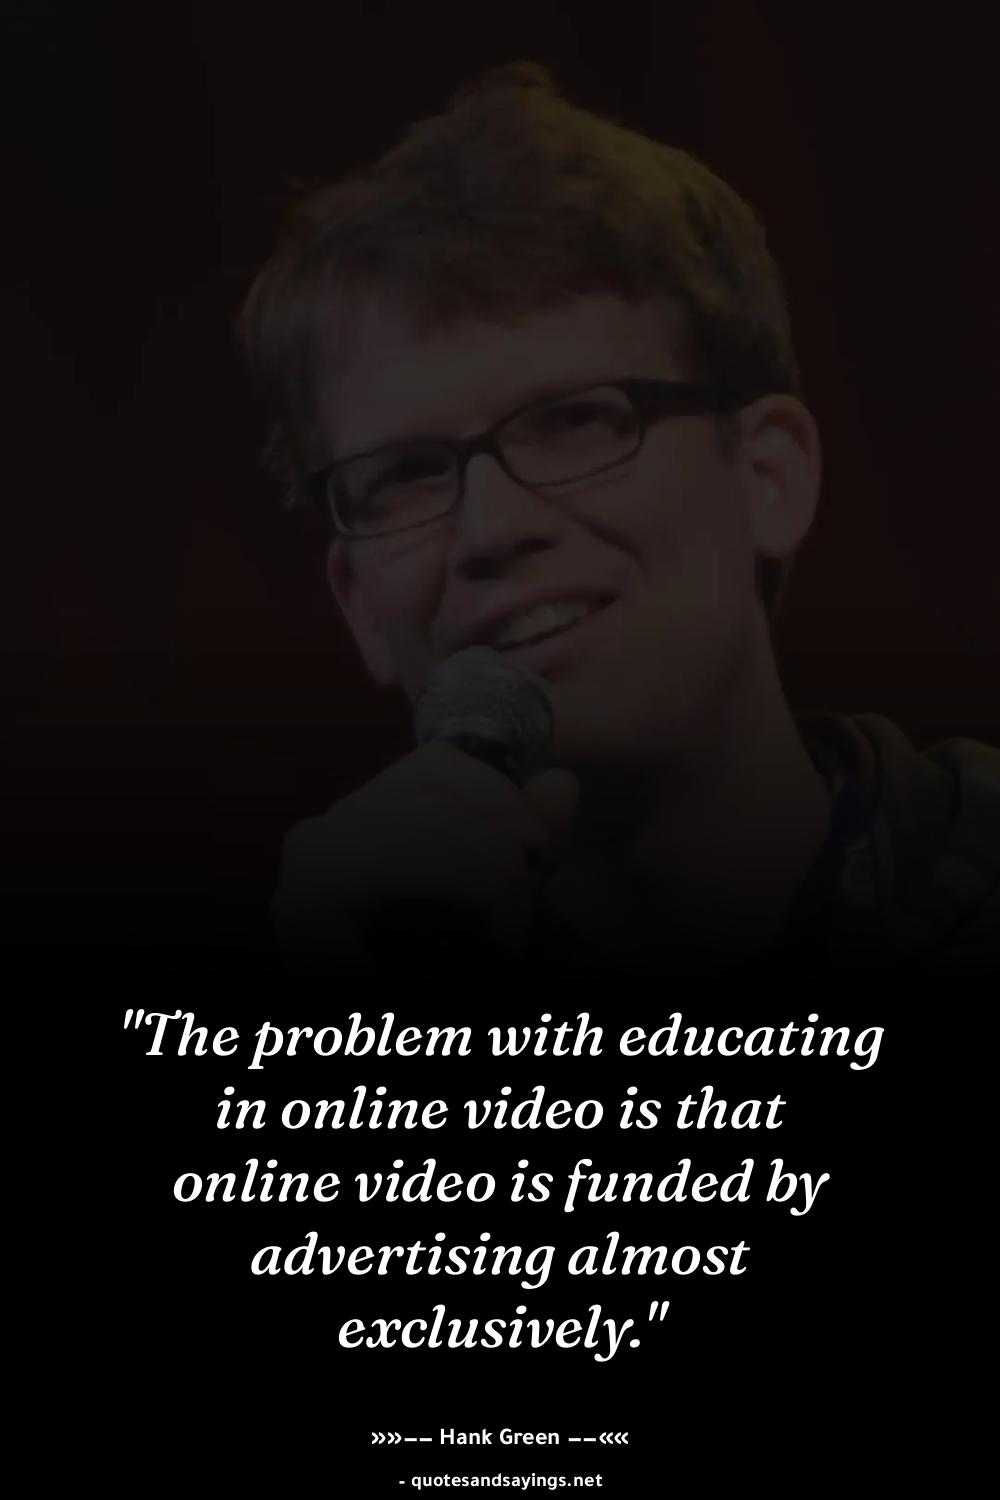 "The problem with educating
in online video is that
online video is funded by
advertising almost
exclusively."
»»–– Hank Green ––««
- quotesandsayings.net